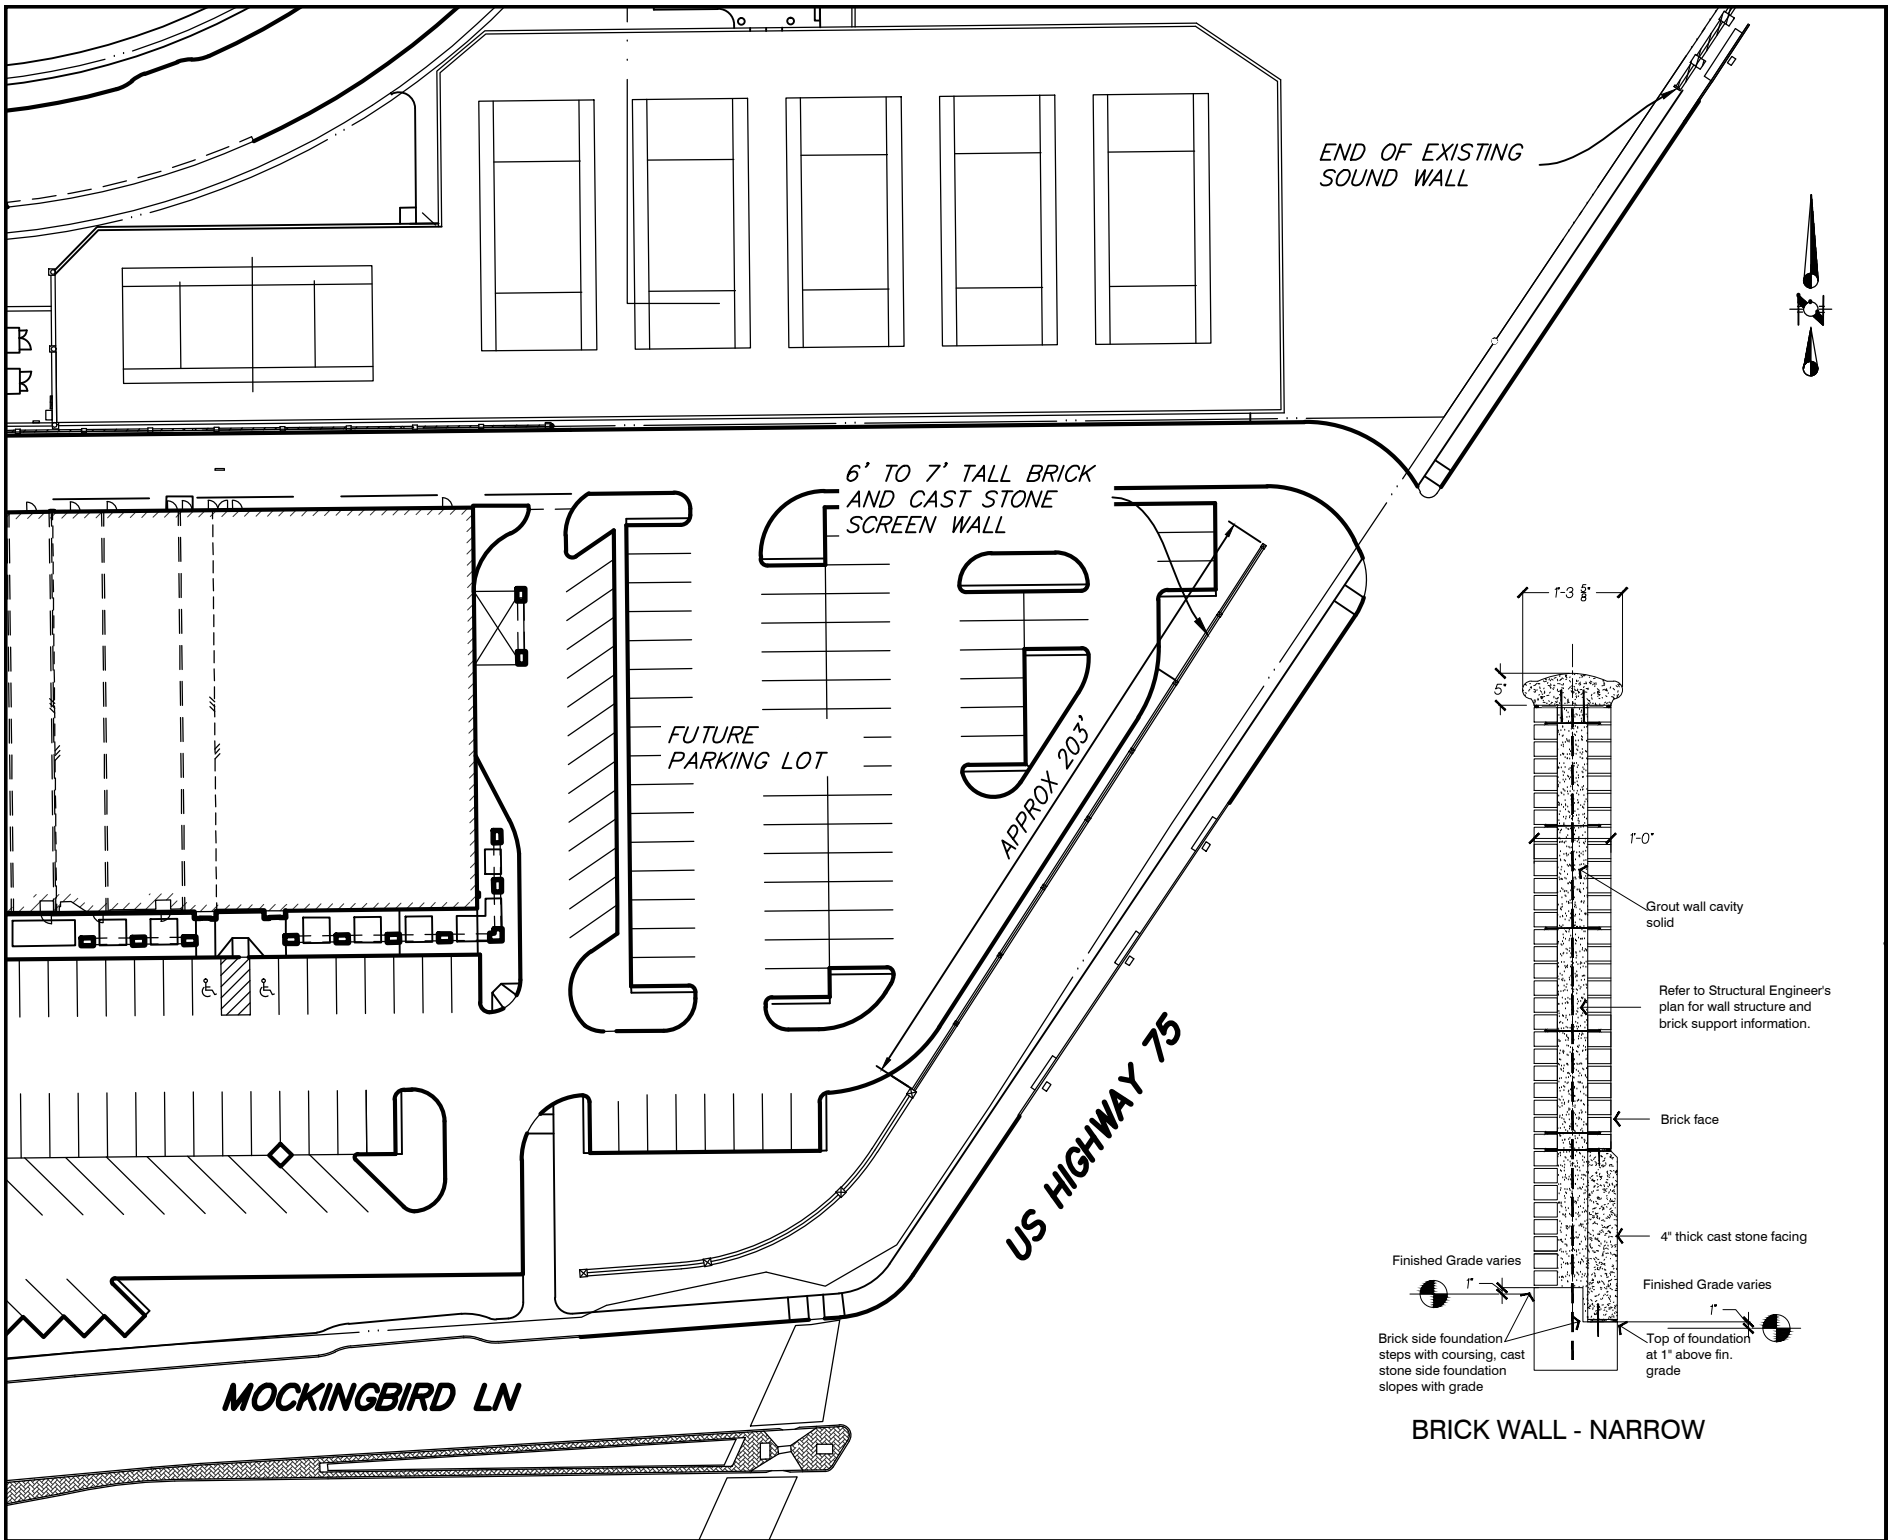 END OF EXISTING
SOUND WALL
6' TO 7' TALL BRICK
AND CAST STONE
SCREEN WALL
FUTURE
PARKING LOT
APPROX 203'
US HIGHWAY 75
MOCKINGBIRD LN
1'-3 5/8"
5"
1'-0"
Grout wall cavity
solid
Refer to Structural Engineer's
plan for wall structure and
brick support information.
Brick face
4" thick cast stone facing
Finished Grade varies
1"
Finished Grade varies
1"
Brick side foundation
steps with coursing, cast
stone side foundation
slopes with grade
Top of foundation
at 1" above fin.
grade
BRICK WALL - NARROW